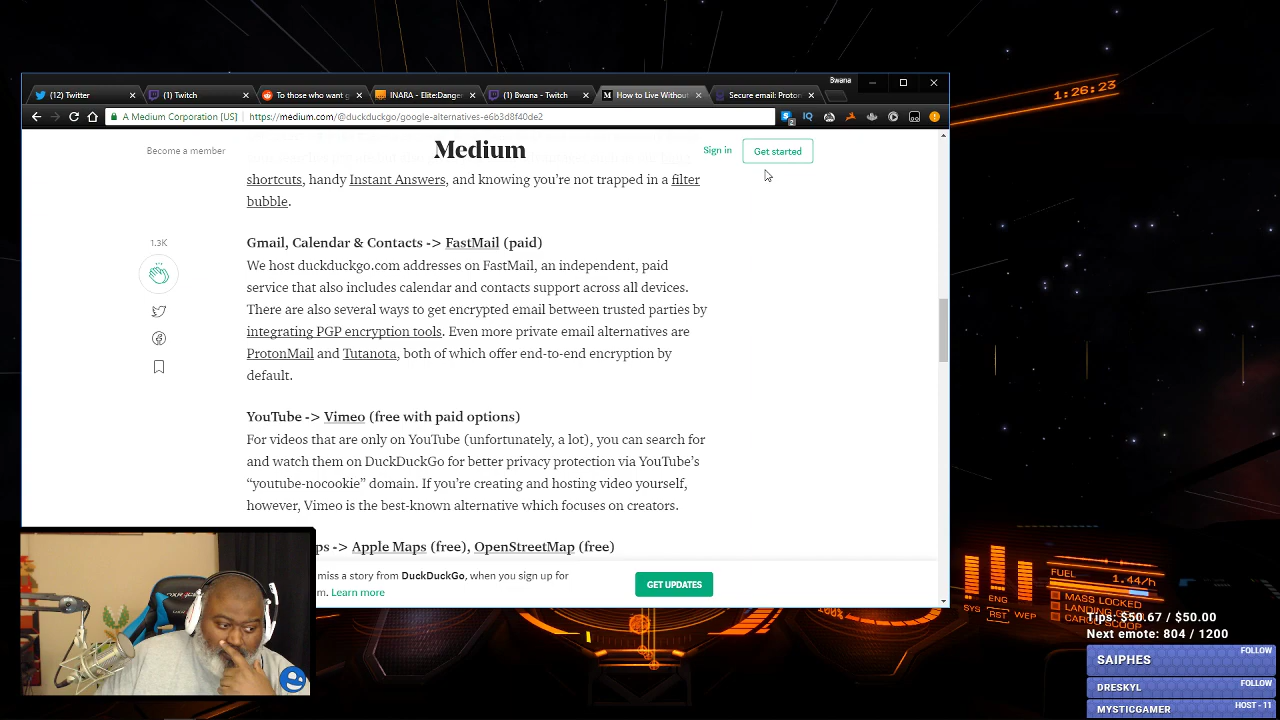 1:26:23
Bwana
(12) Twitter
(1) Twitch
To those who want g
INARA - Elite:Danger
(1) Bwana - Twitch
How to Live Without
Secure email: Proton
A Medium Corporation [US]
https://medium.com/@duckduckgo/google-alternatives-e6b3d8f40de2
Become a member
Medium
Sign in
Get started
shortcuts, handy Instant Answers, and knowing you’re not trapped in a filter
bubble.
1.3K
Gmail, Calendar & Contacts -> FastMail (paid)
We host duckduckgo.com addresses on FastMail, an independent, paid
service that also includes calendar and contacts support across all devices.
There are also several ways to get encrypted email between trusted parties by
integrating PGP encryption tools. Even more private email alternatives are
ProtonMail and Tutanota, both of which offer end-to-end encryption by
default.
YouTube -> Vimeo (free with paid options)
For videos that are only on YouTube (unfortunately, a lot), you can search for
and watch them on DuckDuckGo for better privacy protection via YouTube’s
“youtube-nocookie” domain. If you’re creating and hosting video yourself,
however, Vimeo is the best-known alternative which focuses on creators.
ps -> Apple Maps (free), OpenStreetMap (free)
miss a story from DuckDuckGo, when you sign up for
m. Learn more
GET UPDATES
FUEL
1.44/h
MASS LOCKED
LANDING
CARGO SCOOP
SYS
ENG
RST
WEP
Tips: $50.67 / $50.00
Next emote: 804 / 1200
FOLLOW
SAIPHES
FOLLOW
DRESKYL
HOST - 11
MYSTICGAMER